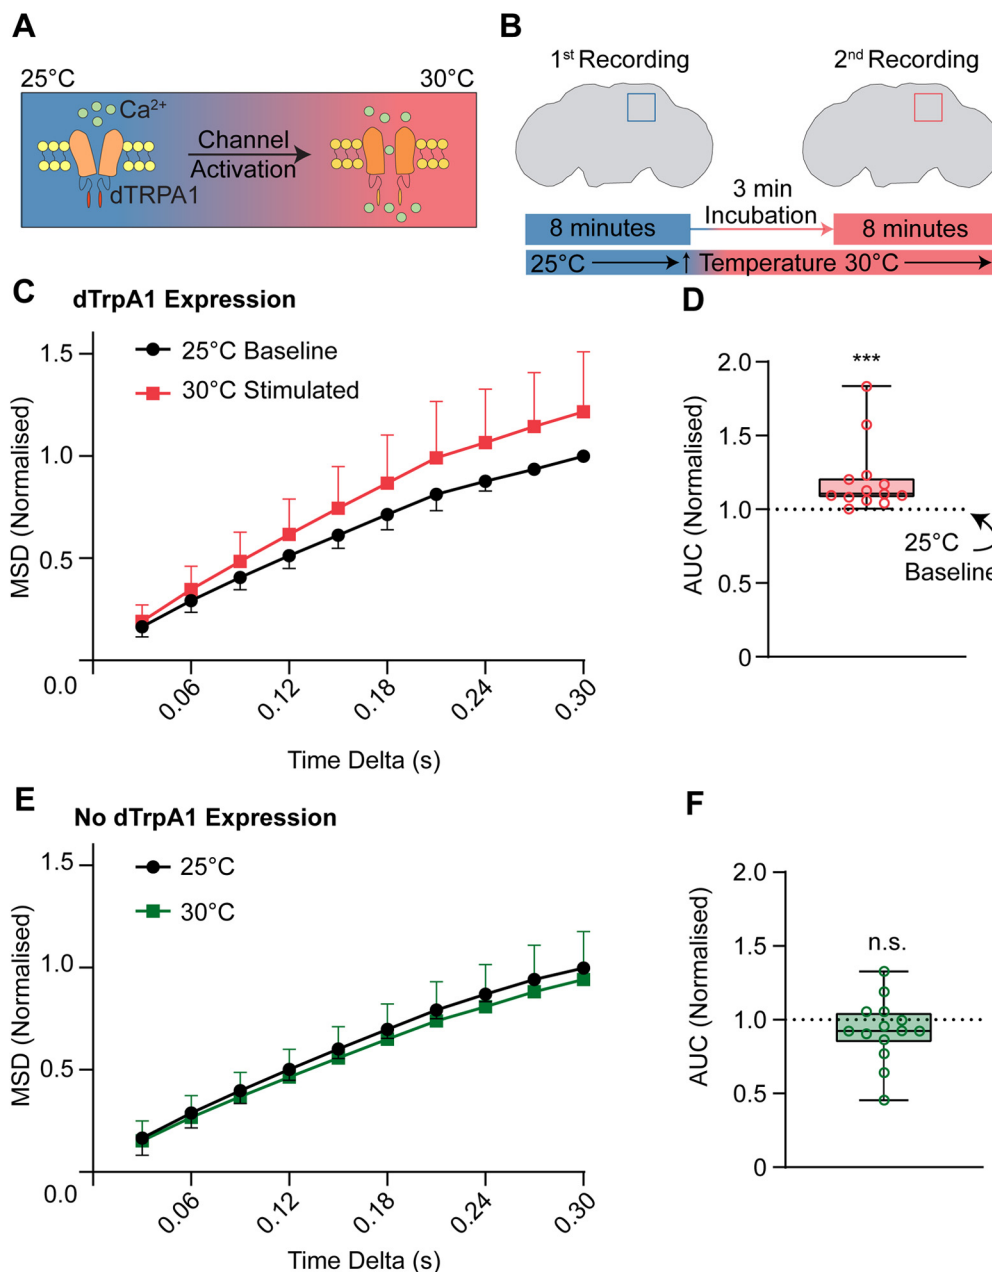 A
25°C
30°C
Ca²⁺
Channel
Activation
dTRPA1
B
1ˢᵗ Recording
2ⁿᵈ Recording
3 min
Incubation
8 minutes
8 minutes
25°C
Temperature 30°C
C
dTrpA1 Expression
25°C Baseline
30°C Stimulated
MSD (Normalised)
1.5
1.0
0.5
0.0
0.06
0.12
0.18
0.24
0.30
Time Delta (s)
D
AUC (Normalised)
2.0
1.5
1.0
0.5
0
***
25°C
Baseline
E
No dTrpA1 Expression
25°C
30°C
MSD (Normalised)
1.5
1.0
0.5
0.0
0.06
0.12
0.18
0.24
0.30
Time Delta (s)
F
AUC (Normalised)
2.0
1.5
1.0
0.5
0
n.s.